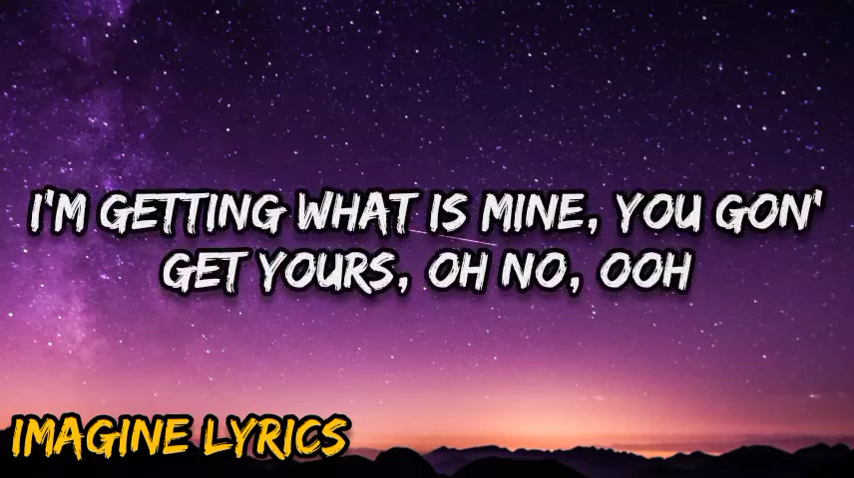 I'M GETTING WHAT IS MINE, YOU GON'
GET YOURS, OH NO, OOH
IMAGINE LYRICS